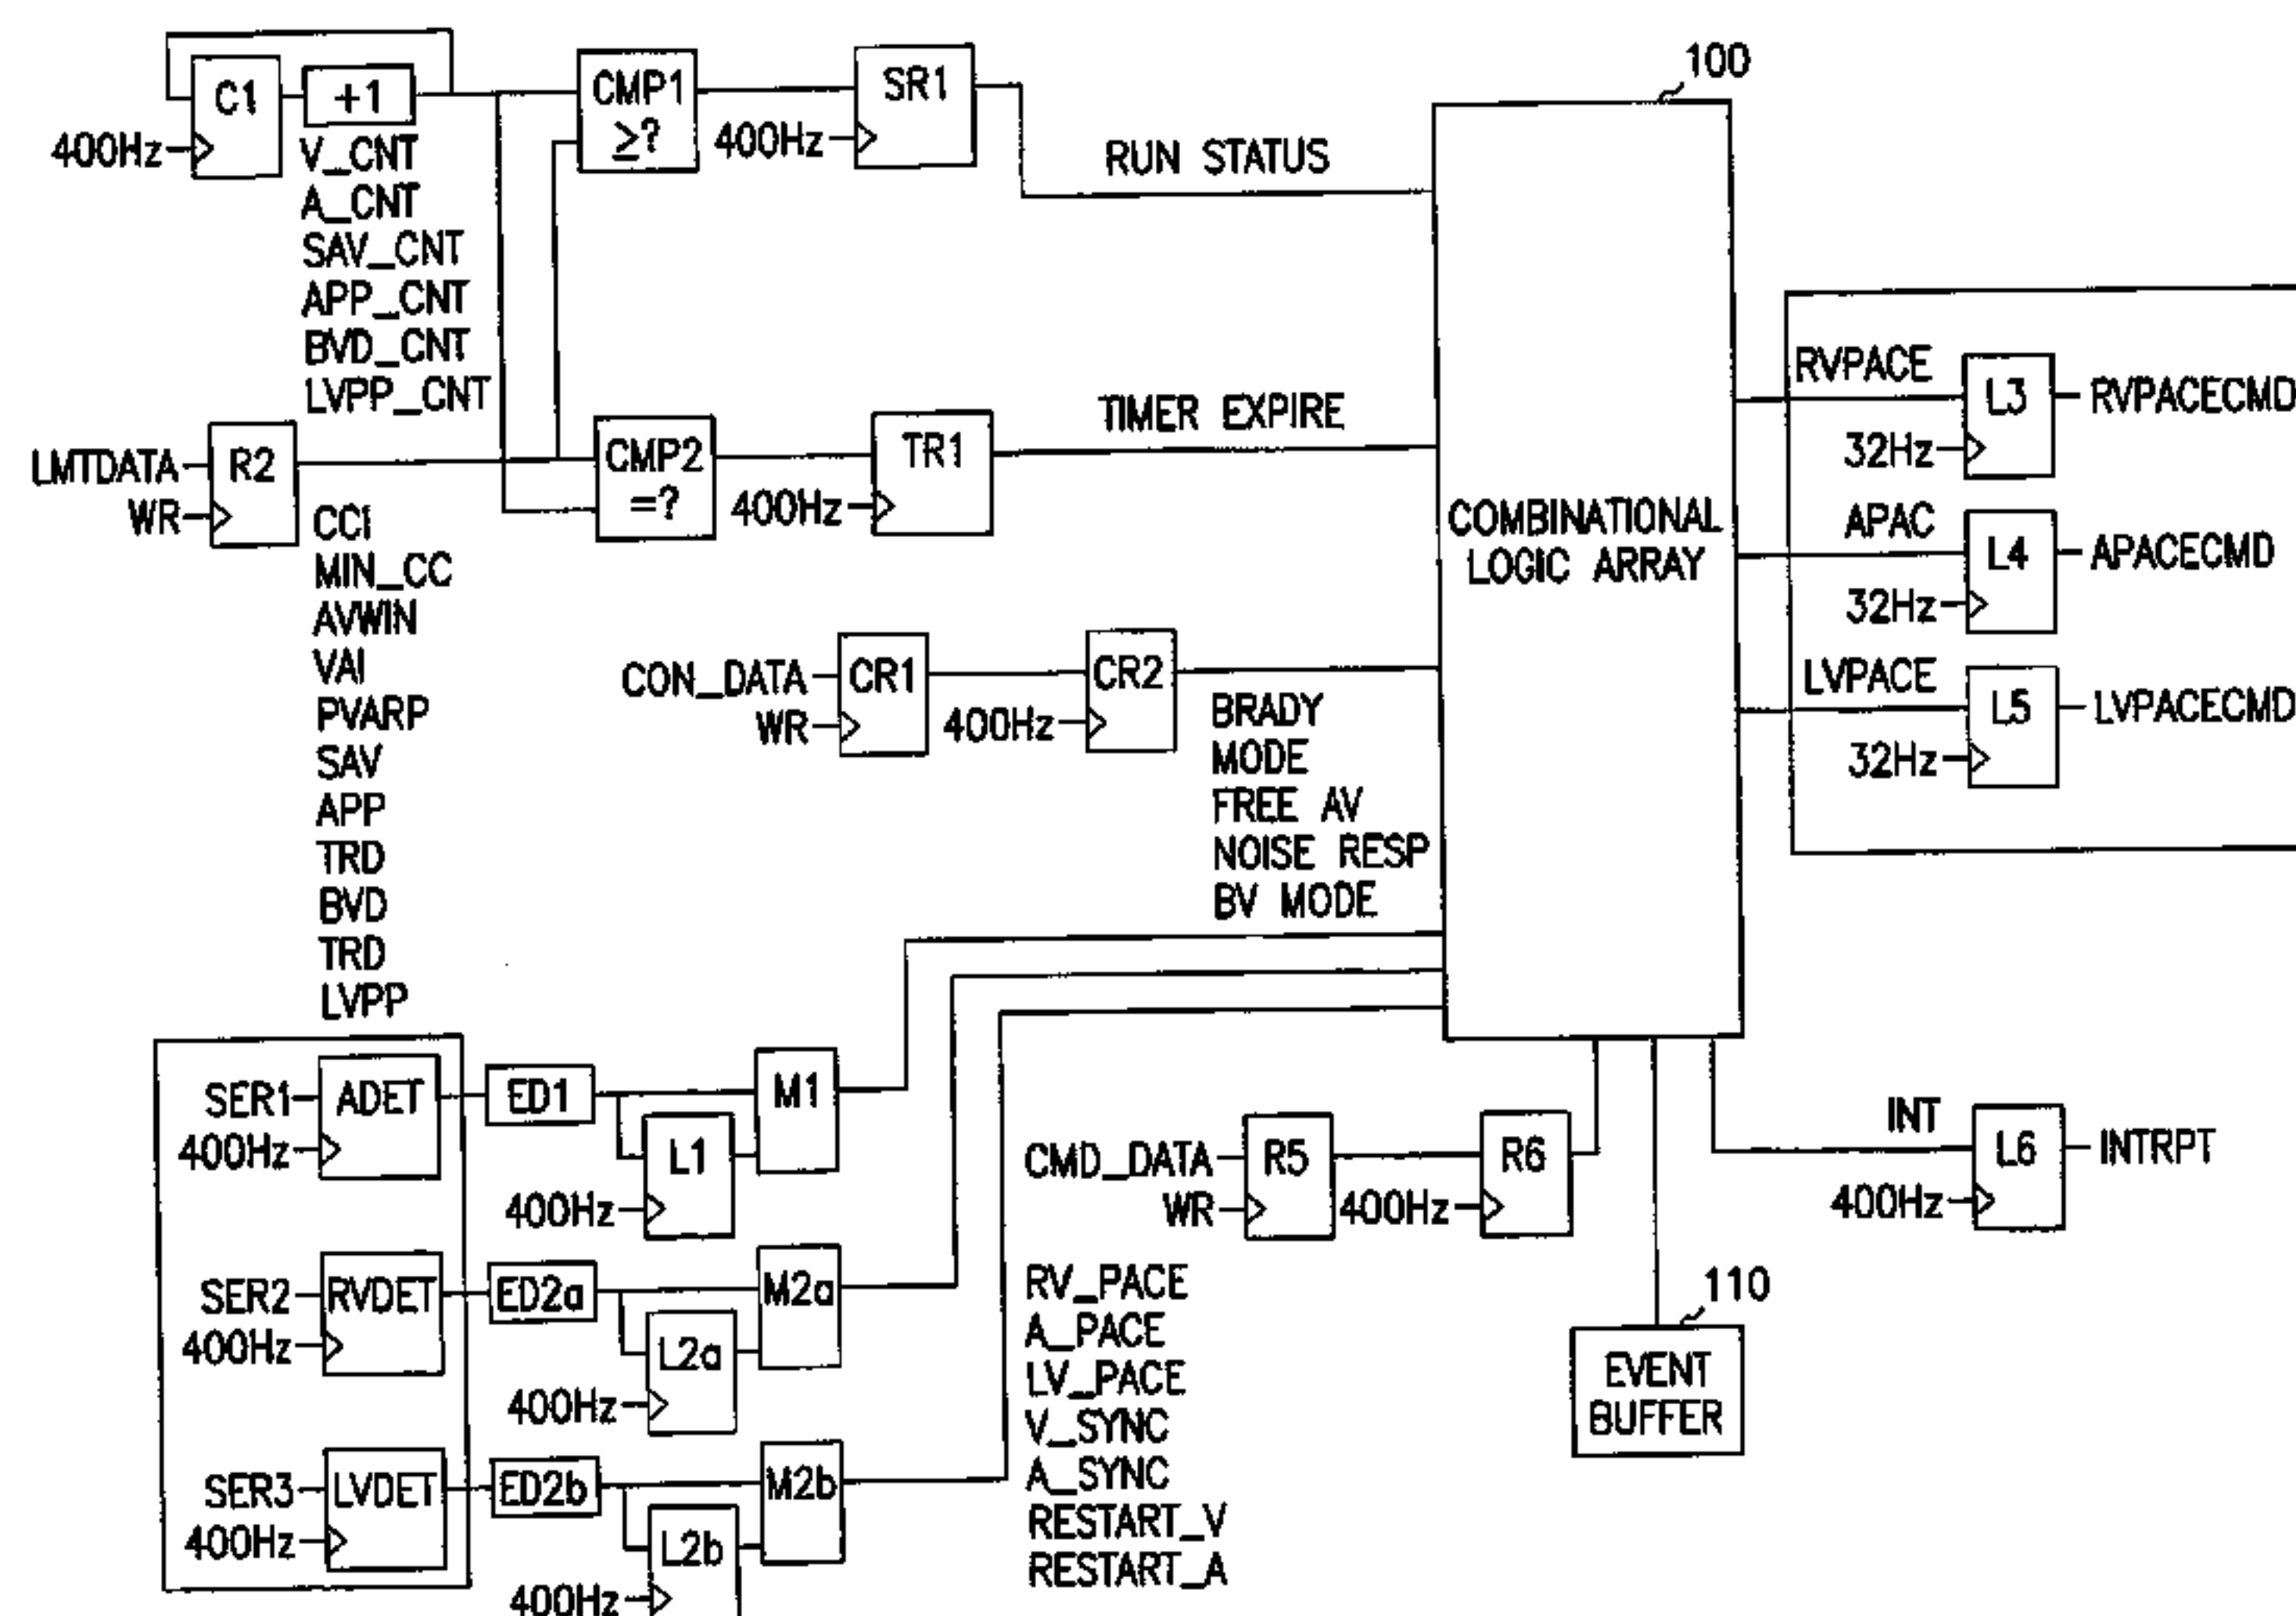 100
C1
+1
400Hz
CMP1
≥?
SR1
400Hz
RUN STATUS
V_CNT
A_CNT
SAV_CNT
APP_CNT
BVD_CNT
LVPP_CNT
LMTDATA
WR
R2
CMP2
=?
TR1
400Hz
TIMER EXPIRE
CCI
MIN_CC
AVWIN
VAI
PVARP
SAV
APP
TRD
BVD
TRD
LVPP
CON_DATA
WR
CR1
400Hz
CR2
BRADY
MODE
FREE AV
NOISE RESP
BV MODE
COMBINATIONAL
LOGIC ARRAY
RVPACE
L3
32Hz
RVPACECMD
APAC
L4
32Hz
APACECMD
LVPACE
L5
32Hz
LVPACECMD
SER1
400Hz
ADET
ED1
L1
400Hz
M1
SER2
400Hz
RVDET
ED2a
L2a
400Hz
M2a
SER3
400Hz
LVDET
ED2b
L2b
400Hz
M2b
CMD_DATA
WR
R5
400Hz
R6
RV_PACE
A_PACE
LV_PACE
V_SYNC
A_SYNC
RESTART_V
RESTART_A
INT
L6
400Hz
INTRPT
110
EVENT
BUFFER